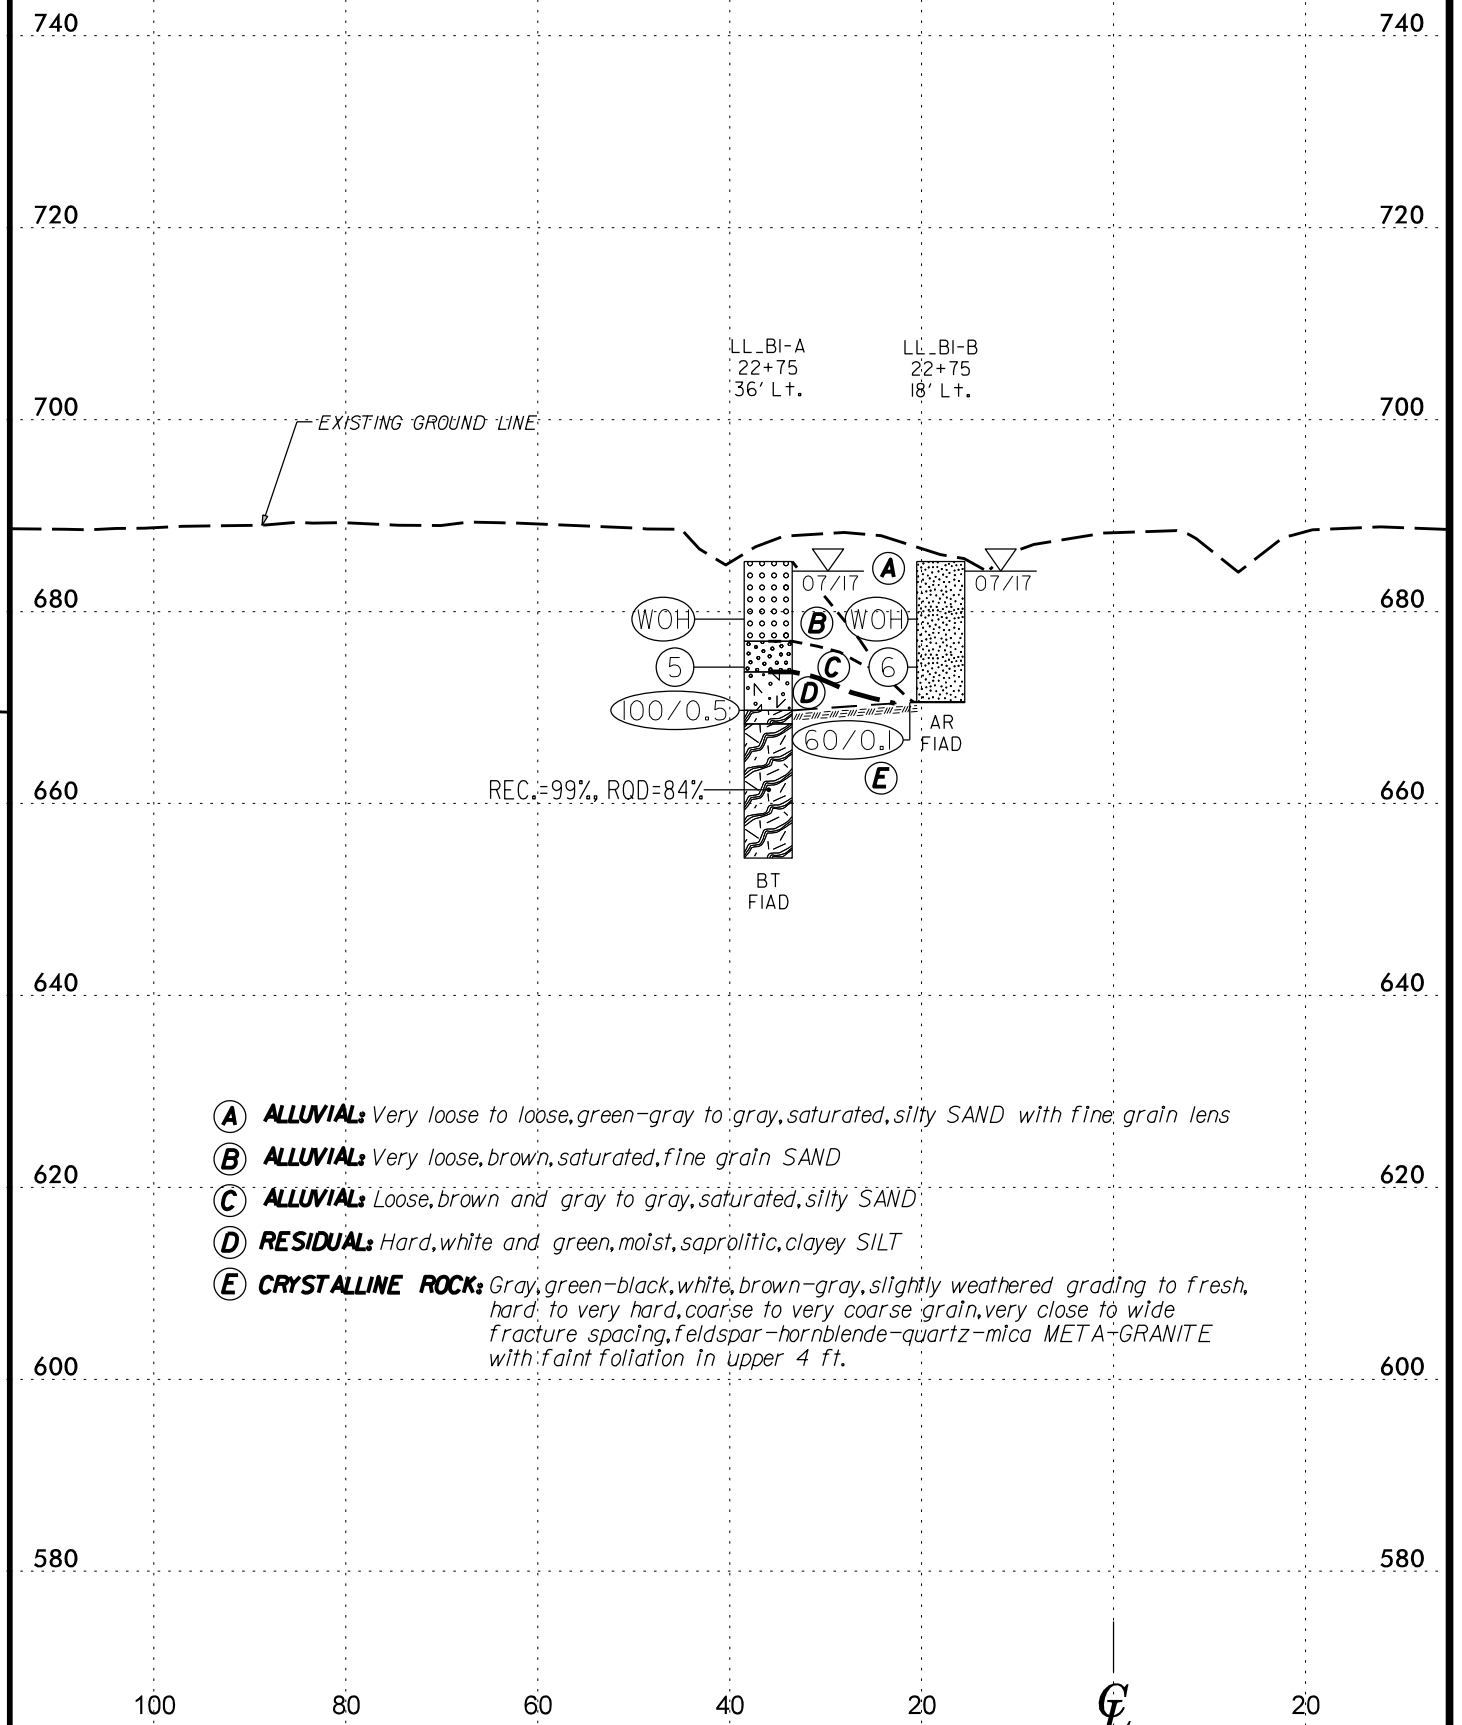 740 740
720 720
LL_B1-A LL_B1-B
22+75 22+75
36' Lt. 18' Lt.
700 700
EXISTING GROUND LINE
A
07/17 07/17
680 680
WOH B WOH
5 C 6
D
100/0.5
AR
60/0.1 FIAD
E
REC.=99%, RQD=84%
660 660
BT
FIAD
640 640
A ALLUVIAL: Very loose to loose, green-gray to gray, saturated, silty SAND with fine grain lens
B ALLUVIAL: Very loose, brown, saturated, fine grain SAND
620 620
C ALLUVIAL: Loose, brown and gray to gray, saturated, silty SAND
D RESIDUAL: Hard, white and green, moist, saprolitic, clayey SILT
E CRYSTALLINE ROCK: Gray, green-black, white, brown-gray, slightly weathered grading to fresh,
hard to very hard, coarse to very coarse grain, very close to wide
fracture spacing, feldspar-hornblende-quartz-mica META-GRANITE
with faint foliation in upper 4 ft.
600 600
580 580
100 80 60 40 20 ℄ 20